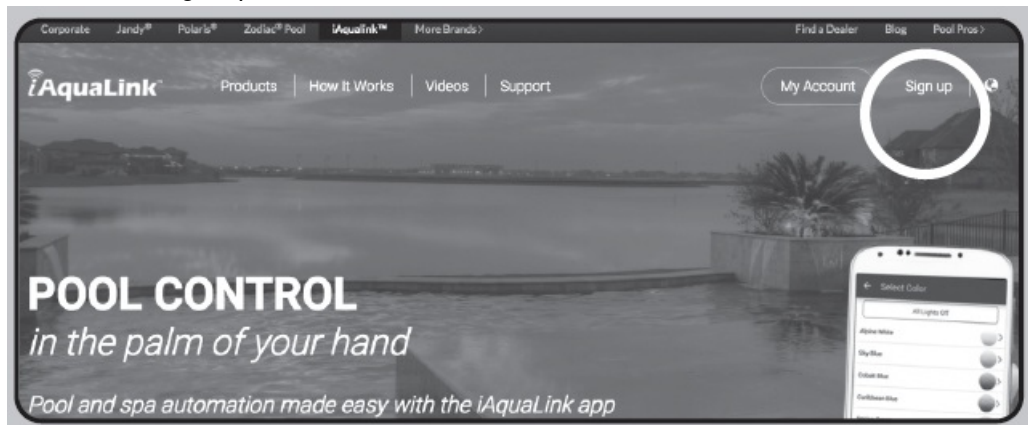 Corporate Jandy® Polaris® Zodiac® Pool iAqualink™ More Brands> Find a Dealer Blog Pool Pros>
iAquaLink™ Products How It Works Videos Support My Account Sign up
POOL CONTROL
in the palm of your hand
Pool and spa automation made easy with the iAquaLink app
← Select Color
All Lights Off
Alpine White
Sky Blue
Cobalt Blue
Caribbean Blue